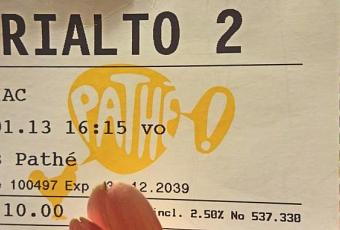 RIALTO 2
PATHÉ!
AC
01.13 16:15 vo
Pathé
100497 Exp 12.2039
10.00 incl. 2.50% No 537.330